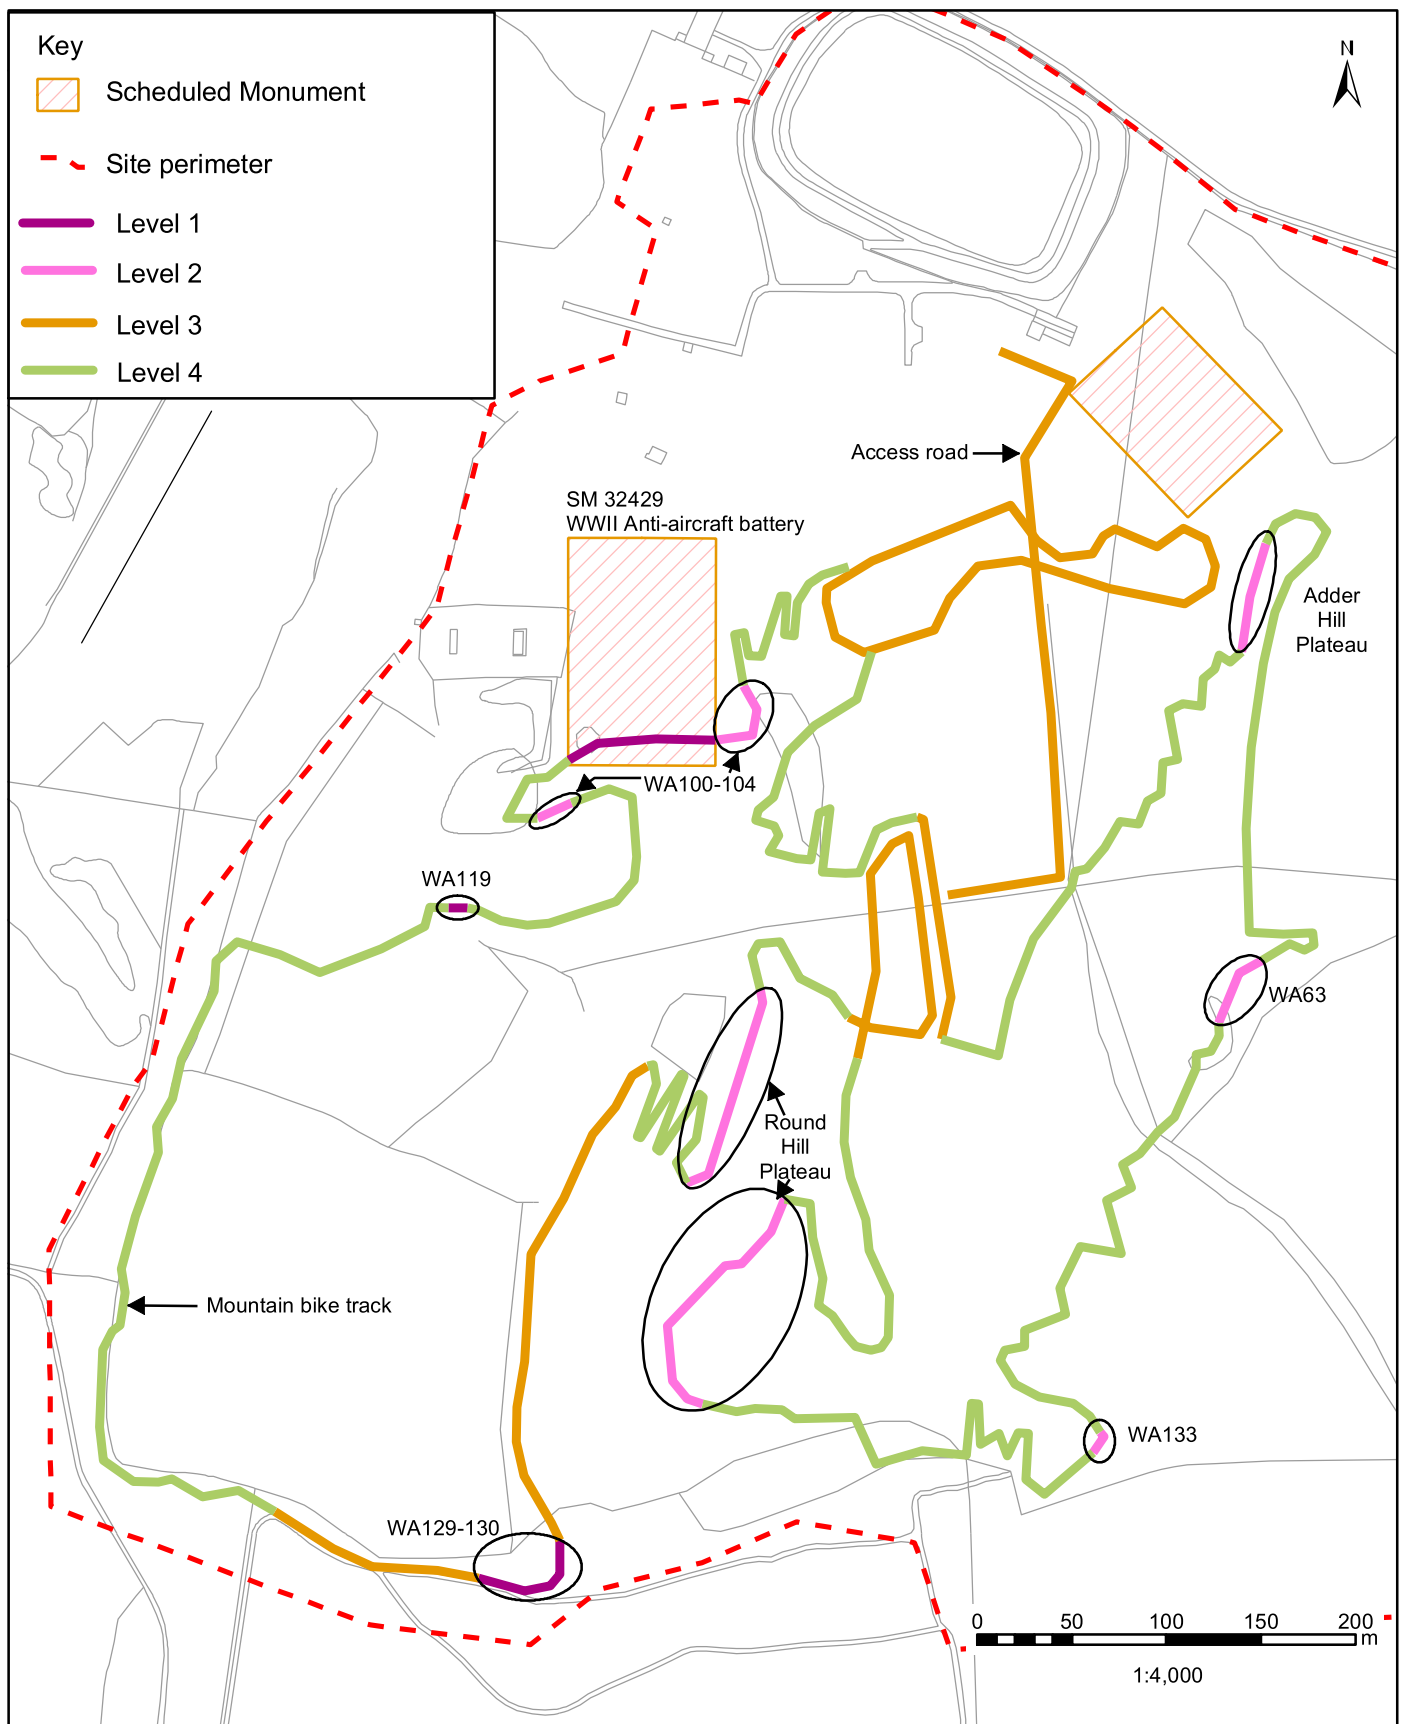 Key
Scheduled Monument
Site perimeter
Level 1
Level 2
Level 3
Level 4
N
Access road
SM 32429
WWII Anti-aircraft battery
Adder
Hill
Plateau
WA100-104
WA119
WA63
Round
Hill
Plateau
Mountain bike track
WA133
WA129-130
0 50 100 150 200
m
1:4,000